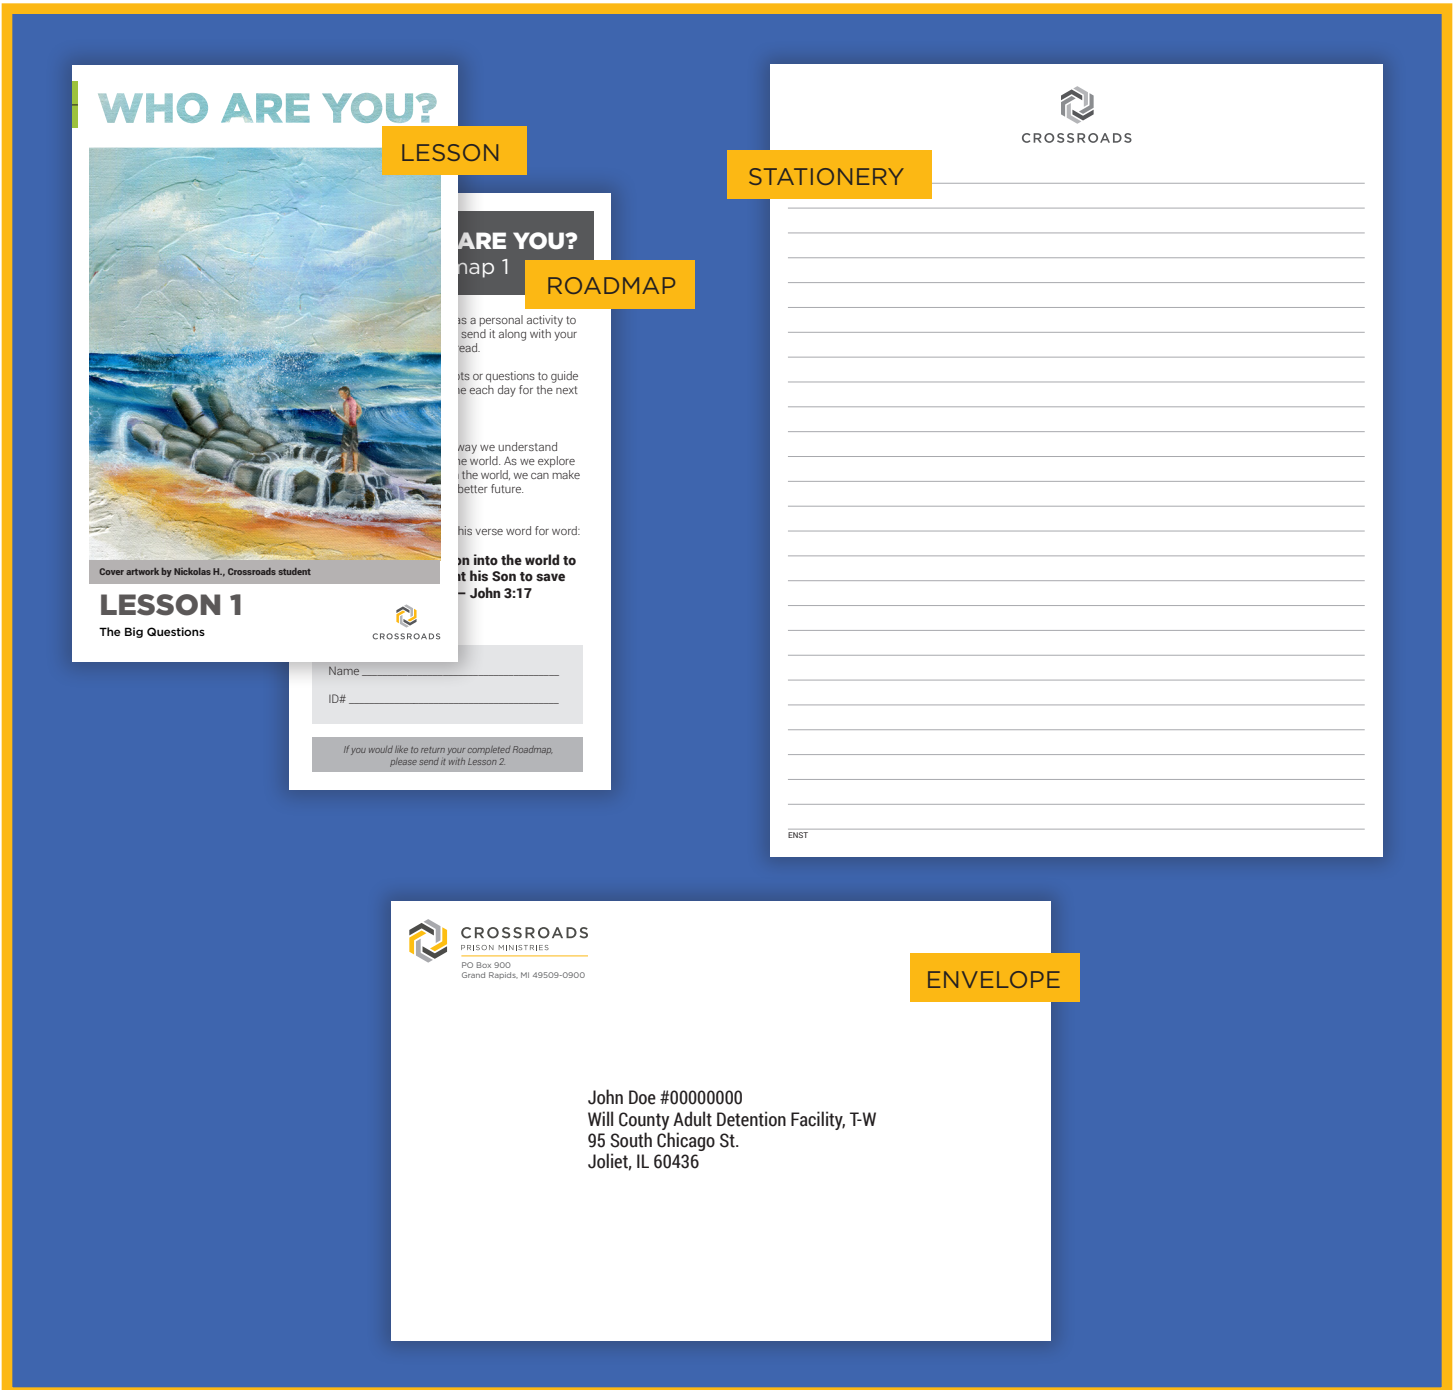 WHO ARE YOU?
LESSON
Cover artwork by Nickolas H., Crossroads student
LESSON 1
The Big Questions
CROSSROADS
ARE YOU?
map 1
ROADMAP
as a personal activity to
send it along with your
read.
or questions to guide
each day for the next
way we understand
the world. As we explore
the world, we can make
better future.
this verse word for word:
into the world to
his Son to save
– John 3:17
Name
ID#
If you would like to return your completed Roadmap,
please send it with Lesson 2.
CROSSROADS
STATIONERY
ENST
CROSSROADS
PRISON MINISTRIES
PO Box 900
Grand Rapids, MI 49509-0900
ENVELOPE
John Doe #00000000
Will County Adult Detention Facility, T-W
95 South Chicago St.
Joliet, IL 60436